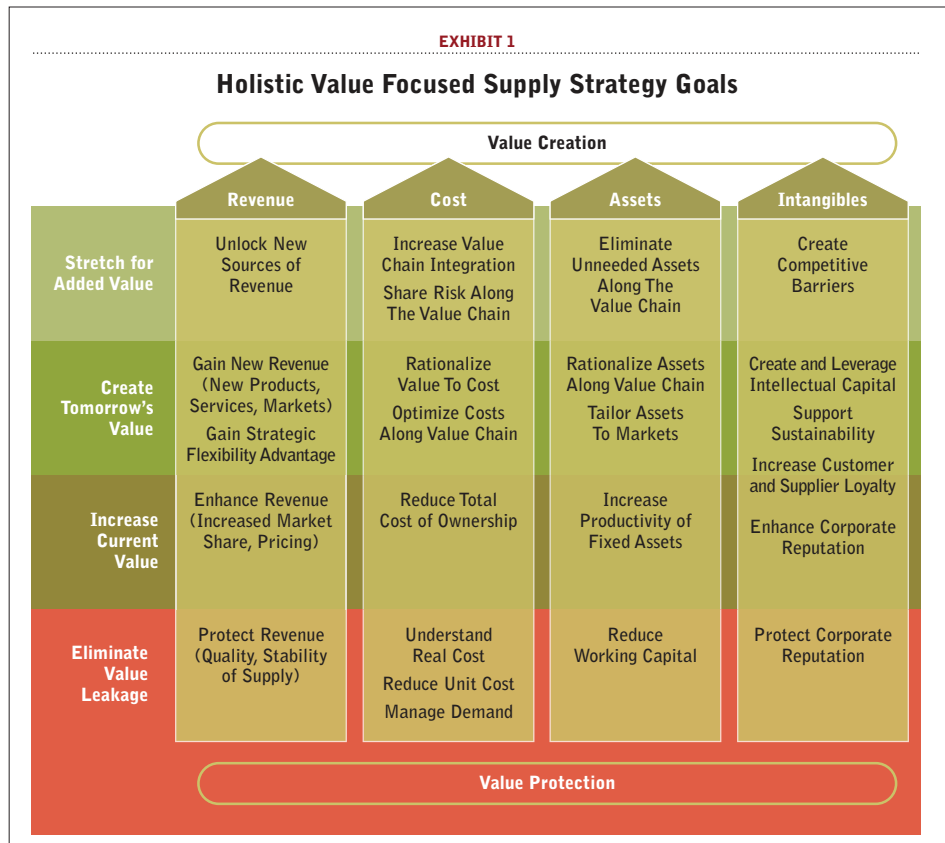 EXHIBIT 1
Holistic Value Focused Supply Strategy Goals
Value Creation
Revenue
Cost
Assets
Intangibles
Stretch for
Added Value
Unlock New
Sources of
Revenue
Increase Value
Chain Integration
Share Risk Along
The Value Chain
Eliminate
Unneeded Assets
Along The
Value Chain
Create
Competitive
Barriers
Create
Tomorrow's
Value
Gain New Revenue
(New Products,
Services, Markets)
Gain Strategic
Flexibility Advantage
Rationalize
Value To Cost
Optimize Costs
Along Value Chain
Rationalize Assets
Along Value Chain
Tailor Assets
To Markets
Create and Leverage
Intellectual Capital
Support
Sustainability
Increase Customer
and Supplier Loyalty
Increase
Current
Value
Enhance Revenue
(Increased Market
Share, Pricing)
Reduce Total
Cost of Ownership
Increase
Productivity of
Fixed Assets
Enhance Corporate
Reputation
Eliminate
Value
Leakage
Protect Revenue
(Quality, Stability
of Supply)
Understand
Real Cost
Reduce Unit Cost
Manage Demand
Reduce
Working Capital
Protect Corporate
Reputation
Value Protection